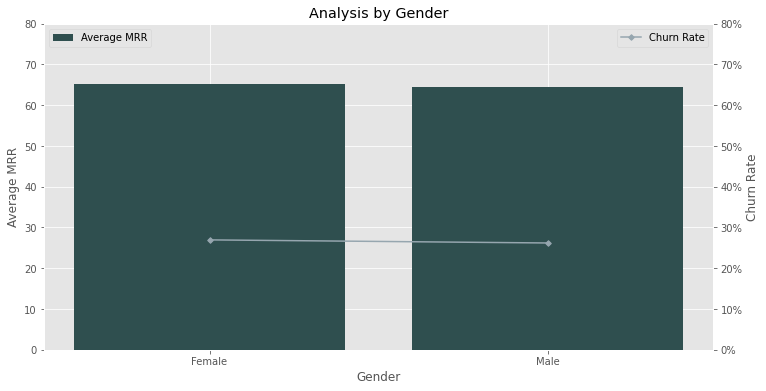 Analysis by Gender
Average MRR
Churn Rate
80
70
60
50
40
30
20
10
0
Average MRR
80%
70%
60%
50%
40%
30%
20%
10%
0%
Churn Rate
Female
Male
Gender